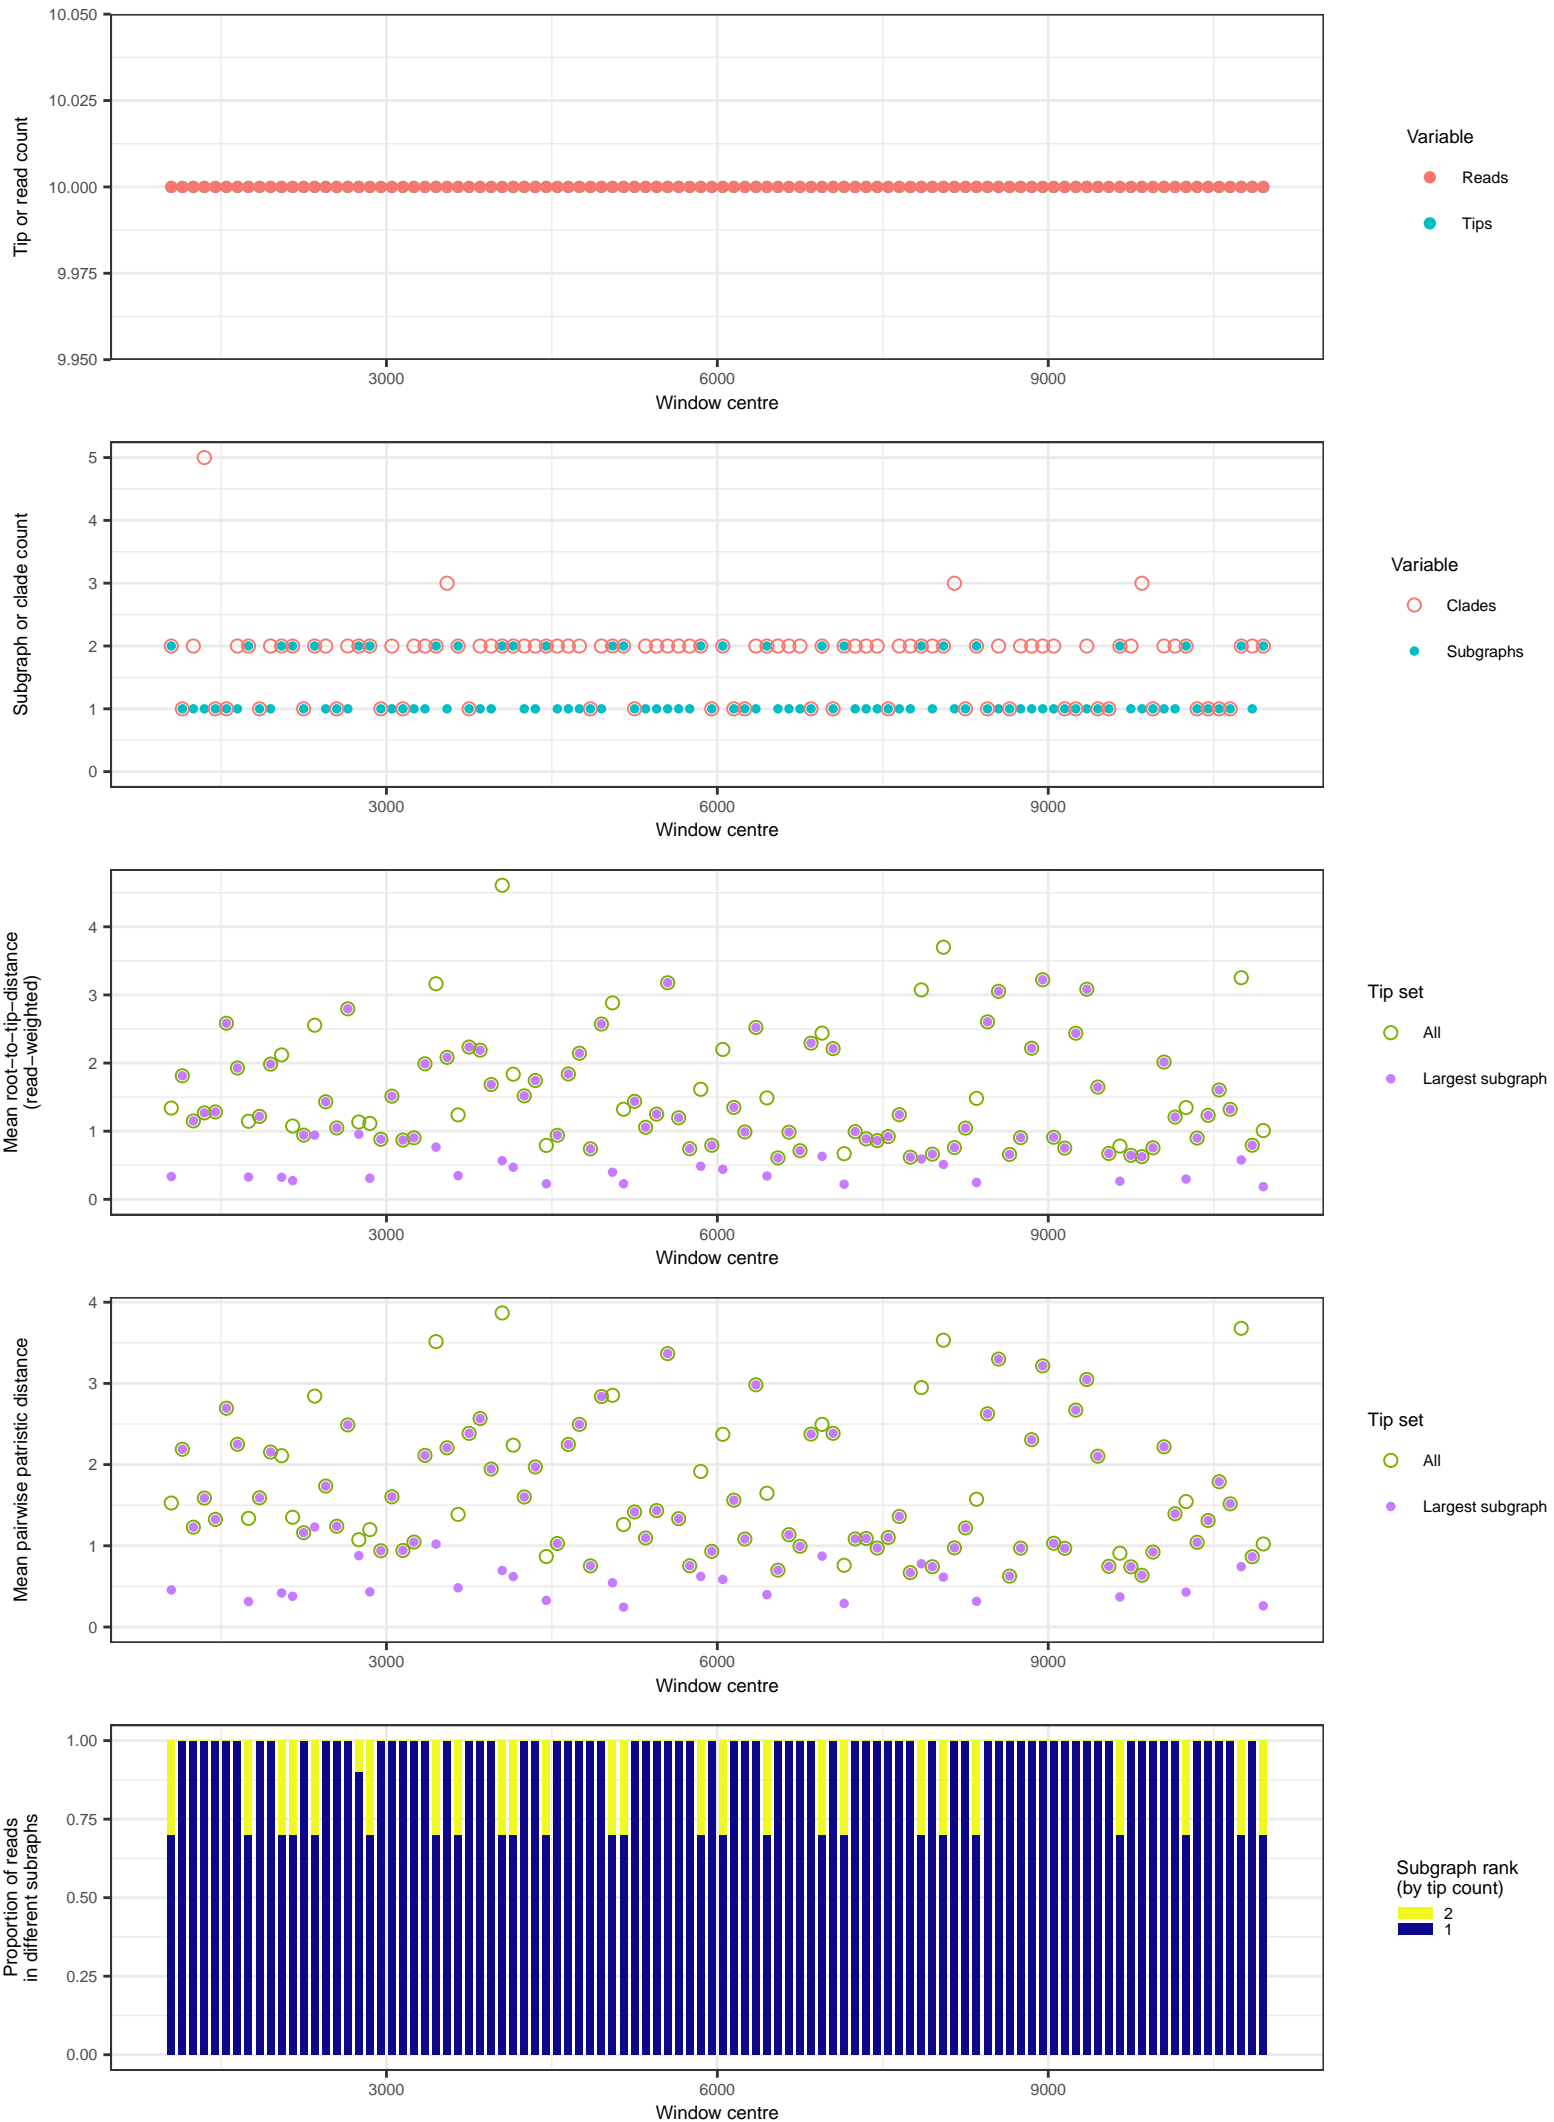 10.050
10.025
10.000
9.975
9.950
Tip or read count
3000 6000 9000
Window centre
Variable
Reads
Tips
5
4
3
2
1
0
Subgraph or clade count
3000 6000 9000
Window centre
Variable
Clades
Subgraphs
4
3
2
1
0
Mean root−to−tip−distance
(read−weighted)
3000 6000 9000
Window centre
Tip set
All
Largest subgraph
4
3
2
1
0
Mean pairwise patristic distance
3000 6000 9000
Window centre
Tip set
All
Largest subgraph
1.00
0.75
0.50
0.25
0.00
Proportion of reads
in different subraphs
3000 6000 9000
Window centre
Subgraph rank
(by tip count)
2
1